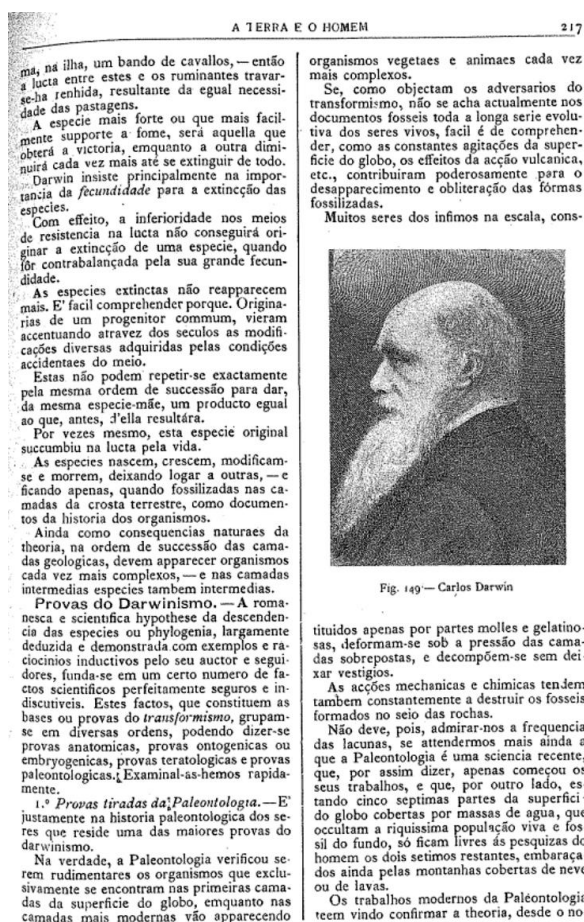 A TERRA E O HOMEM 217
ma, na ilha, um bando de cavallos, — então
a lucta entre estes e os ruminantes travar-
se-ha renhida, resultante da egual necessi-
dade das pastagens.
A especie mais forte ou que mais facil-
mente supporte a fome, será aquella que
obterá a victoria, emquanto a outra dimi-
nuirá cada vez mais até se extinguir de todo.
Darwin insiste principalmente na impor-
tancia da fecundidade para a extincção das
especies.
Com effeito, a inferioridade nos meios
de resistencia na lucta não conseguirá ori-
ginar a extincção de uma especie, quando
fôr contrabalançada pela sua grande fecun-
didade.
As especies extinctas não reapparecem
mais. E' facil comprehender porque. Origina-
rias de um progenitor commum, vieram
accentuando atravez dos seculos as modifi-
cações diversas adquiridas pelas condições
accidentaes do meio.
Estas não podem repetir-se exactamente
pela mesma ordem de successão para dar,
da mesma especie-mãe, um producto egual
ao que, antes, d'ella resultára.
Por vezes mesmo, esta especie original
succumbiu na lucta pela vida.
As especies nascem, crescem, modificam-
se e morrem, deixando logar a outras, — e
ficando apenas, quando fossilizadas nas ca-
madas da crosta terrestre, como documen-
tos da historia dos organismos.
Ainda como consequencias naturaes da
theoria, na ordem de successão das cama-
das geologicas, devem apparecer organismos
cada vez mais complexos, — e nas camadas
intermedias especies tambem intermedias.
Provas do Darwinismo. — A roma-
nesca e scientifica hypothese da descenden-
cia das especies ou phylogenia, largamente
deduzida e demonstrada com exemplos e ra-
ciocinios inductivos pelo seu auctor e segui-
dores, funda-se em um certo numero de fa-
ctos scientificos perfeitamente seguros e in-
discutiveis. Estes factos, que constituem as
bases ou provas do transformismo, grupam-
se em diversas ordens, podendo dizer-se
provas anatomicas, provas ontogenicas ou
embryogenicas, provas teratologicas e provas
paleontologicas. Examinal-as-hemos rapida-
mente.
1.º Provas tiradas da Paleontologia. — E'
justamente na historia paleontologica dos se-
res que reside uma das maiores provas do
darwinismo.
Na verdade, a Paleontologia verificou se-
rem rudimentares os organismos que exclu-
sivamente se encontram nas primeiras cama-
das da superficie do globo, emquanto nas
camadas mais modernas vão apparecendo
organismos vegetaes e animaes cada vez
mais complexos.
Se, como objectam os adversarios do
transformismo, não se acha actualmente nos
documentos fosseis toda a longa serie evolu-
tiva dos seres vivos, facil é de comprehen-
der, como as constantes agitações da super-
ficie do globo, os effeitos da acção vulcanica,
etc., contribuiram poderosamente para o
desapparecimento e obliteração das fórmas
fossilizadas.
Muitos seres dos infimos na escala, cons-
Fig. 149 — Carlos Darwin
tituidos apenas por partes molles e gelatino-
sas, deformam-se sob a pressão das cama-
das sobrepostas, e decompõem-se sem dei-
xar vestigios.
As acções mechanicas e chimicas tendem
tambem constantemente a destruir os fosseis
formados no seio das rochas.
Não deve, pois, admirar-nos a frequencia
das lacunas, se attendermos mais ainda a
que a Paleontologia é uma sciencia recente,
que, por assim dizer, apenas começou os
seus trabalhos, e que, por outro lado, es-
tando cinco septimas partes da superfici
do globo cobertas por massas de agua, que
occultam a riquissima população viva e fos-
sil do fundo, só ficam livres ás pesquizas do
homem os dois setimos restantes, embaraça-
dos ainda pelas montanhas cobertas de neve
ou de lavas.
Os trabalhos modernos da Paleontologi
teem vindo confirmar a theoria, desde o